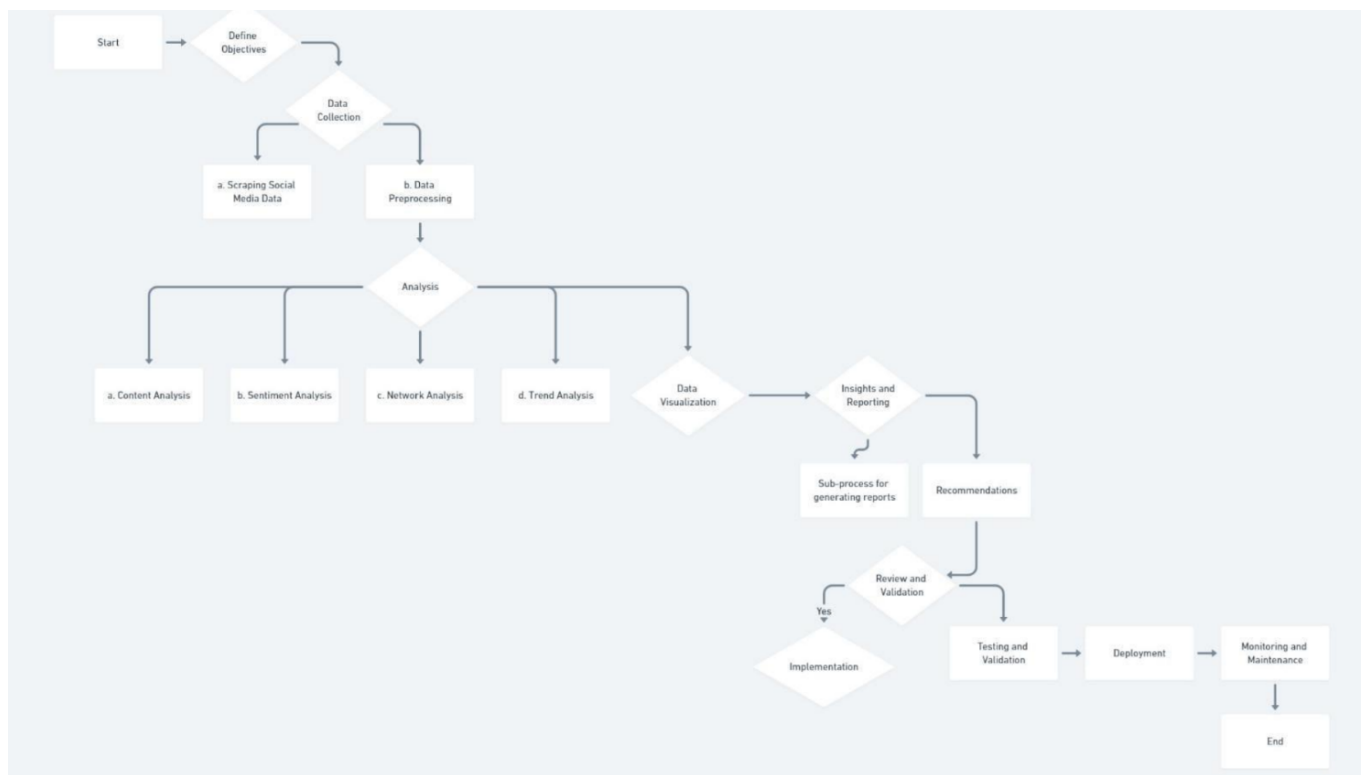 Start
Define
Objectives
Data
Collection
a. Scraping Social
Media Data
b. Data
Preprocessing
Analysis
a. Content Analysis
b. Sentiment Analysis
c. Network Analysis
d. Trend Analysis
Data
Visualization
Insights and
Reporting
Sub-process for
generating reports
Recommendations
Review and
Validation
Yes
Implementation
Testing and
Validation
Deployment
Monitoring and
Maintenance
End